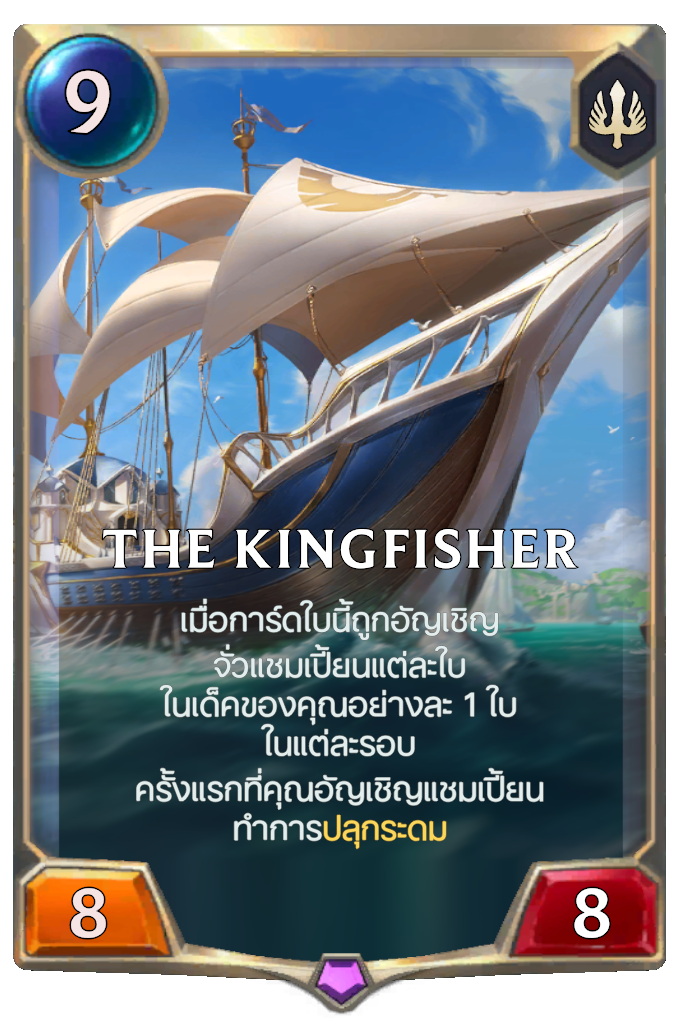 9
THE KINGFISHER
เมื่อการ์ดใบนี้ถูกอัญเชิญ
จั่วแชมเปี้ยนแต่ละใบ
ในเด็คของคุณอย่างละ 1 ใบ
ในแต่ละรอบ
ครั้งแรกที่คุณอัญเชิญแชมเปี้ยน
ทำการปลุกระดม
8
8